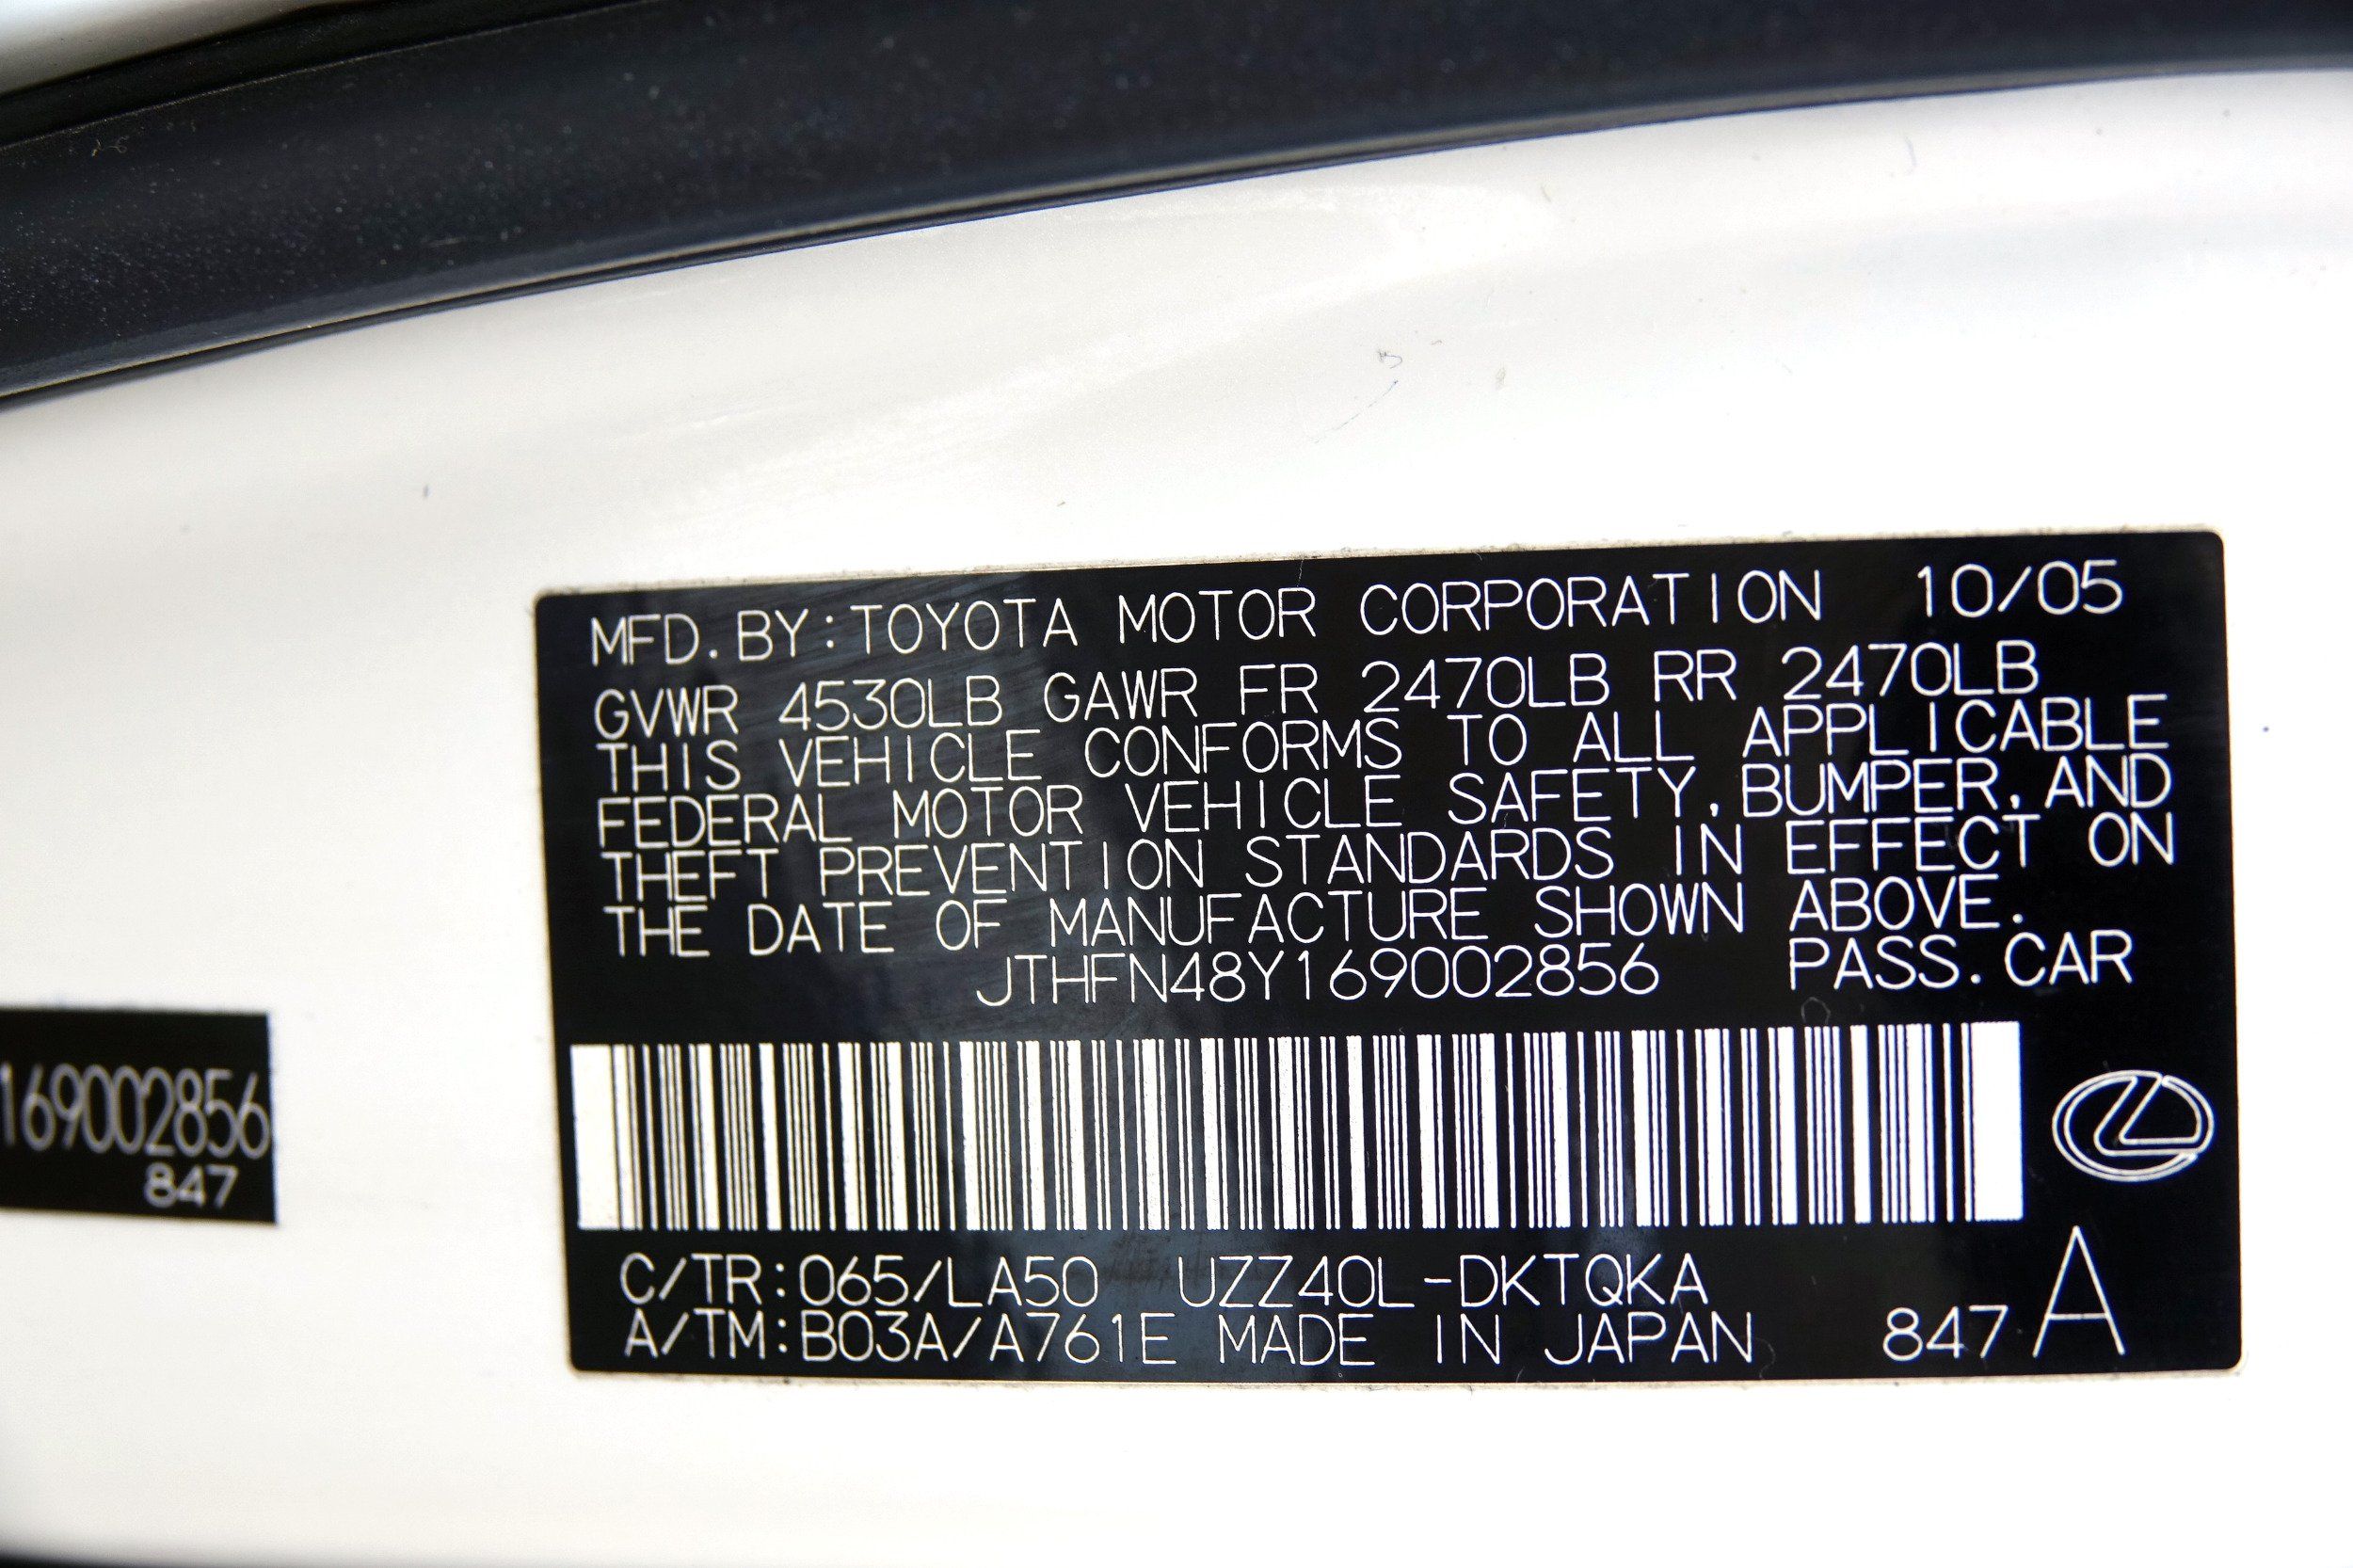 MFD.BY:TOYOTA MOTOR CORPORATION 10/05
GVWR 4530LB GAWR FR 2470LB RR 2470LB
THIS VEHICLE CONFORMS TO ALL APPLICABLE
FEDERAL MOTOR VEHICLE SAFETY,BUMPER,AND
THEFT PREVENTION STANDARDS IN EFFECT ON
THE DATE OF MANUFACTURE SHOWN ABOVE.
JTHFN48Y169002856 PASS.CAR
C/TR:065/LA50 UZZ40L-DKTQKA
A/TM:B03A/A761E MADE IN JAPAN 847 A
169002856
847